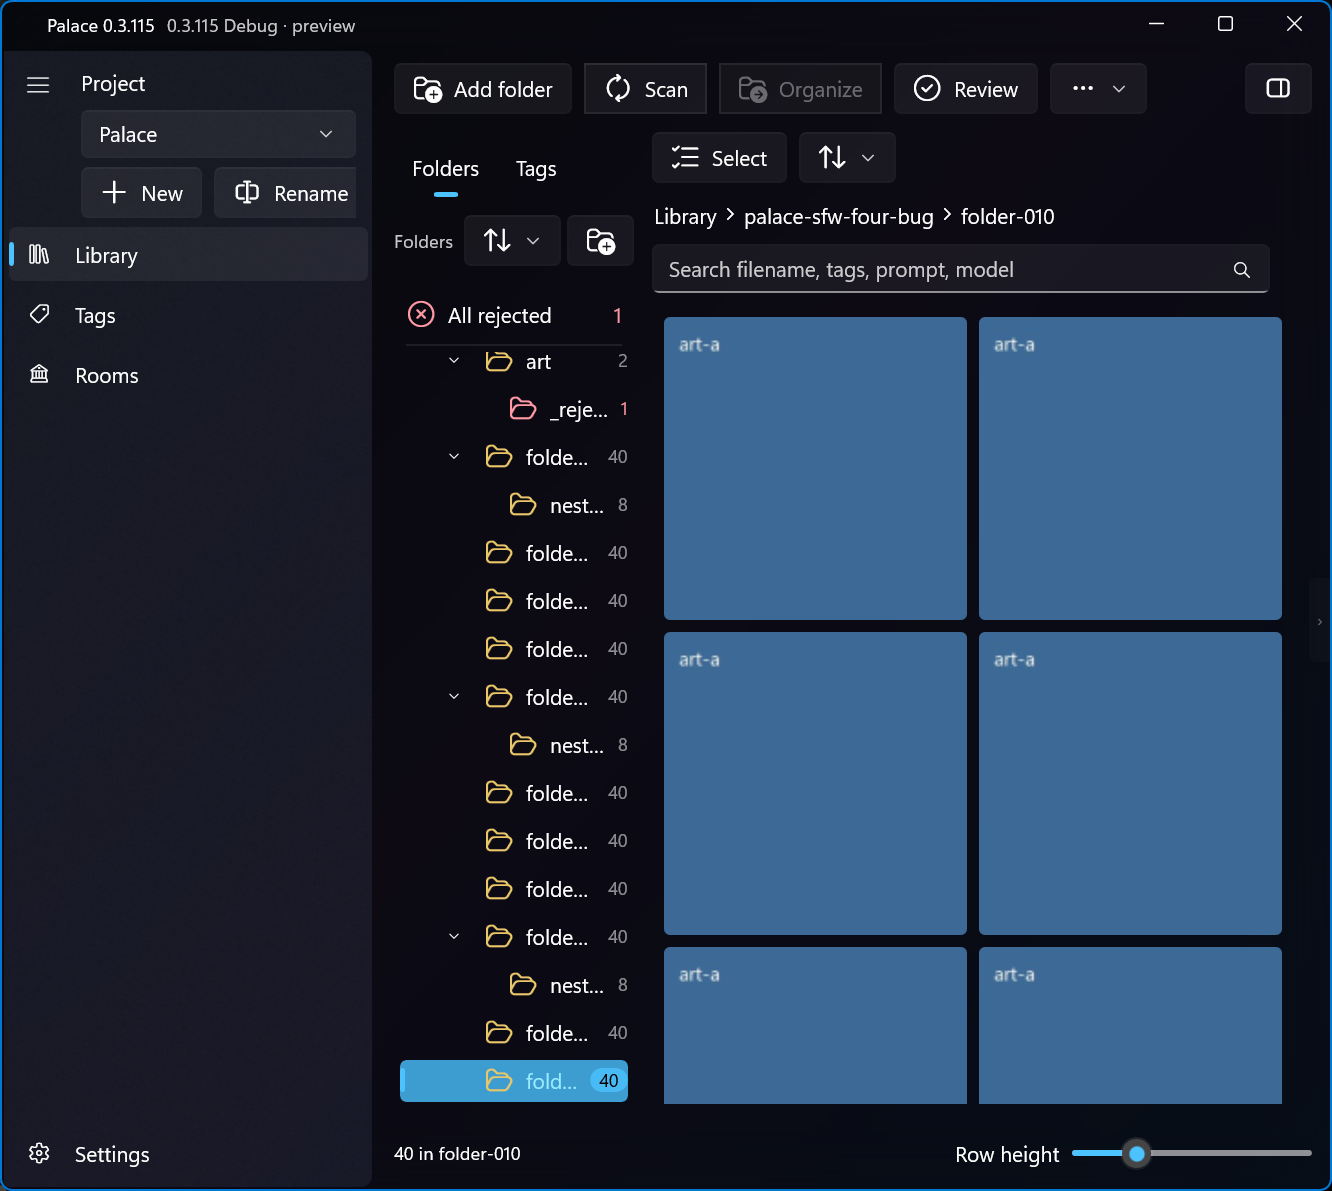 Palace 0.3.115 0.3.115 Debug · preview
Project
Palace
New Rename
Library
Tags
Rooms
Settings
Add folder Scan Organize Review ...
Folders Tags
Folders
All rejected 1
art 2
_reje... 1
folde... 40
nest... 8
folde... 40
folde... 40
folde... 40
folde... 40
nest... 8
folde... 40
folde... 40
folde... 40
folde... 40
nest... 8
folde... 40
fold... 40
40 in folder-010
Select
Library > palace-sfw-four-bug > folder-010
Search filename, tags, prompt, model
art-a art-a
art-a art-a
art-a art-a
Row height